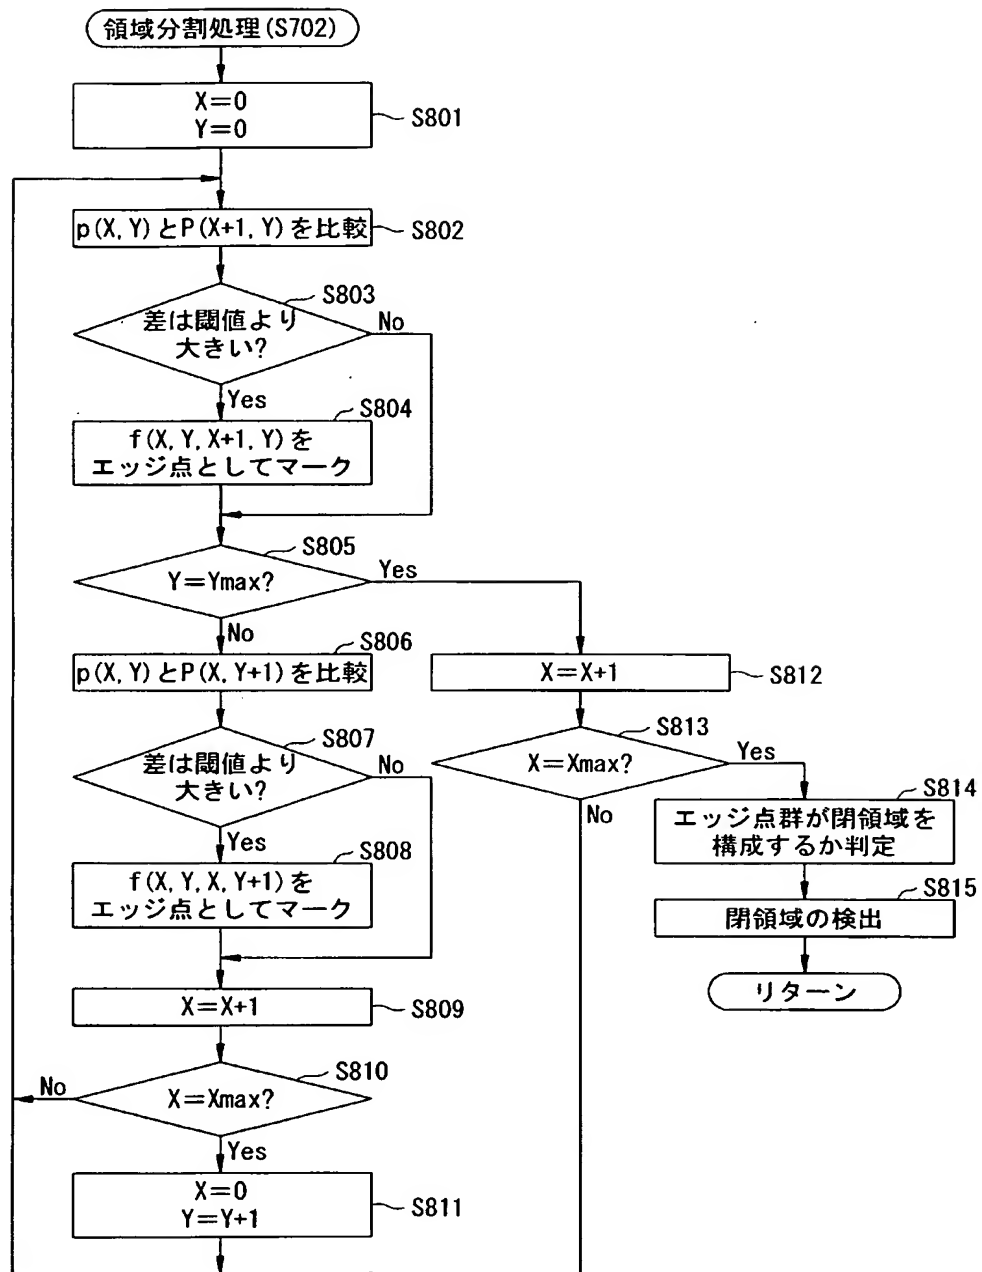 領域分割処理(S702)
X=0
Y=0
S801
p(X,Y)とP(X+1,Y)を比較
S802
S803
差は閾値より
大きい?
No
Yes
S804
f(X,Y,X+1,Y)を
エッジ点としてマーク
S805
Y=Ymax?
Yes
No
S806
p(X,Y)とP(X,Y+1)を比較
X=X+1
S812
S807
差は閾値より
大きい?
No
Yes
S813
X=Xmax?
Yes
No
S814
エッジ点群が閉領域を
構成するか判定
S808
f(X,Y,X,Y+1)を
エッジ点としてマーク
S815
閉領域の検出
リターン
X=X+1
S809
S810
X=Xmax?
No
Yes
X=0
Y=Y+1
S811